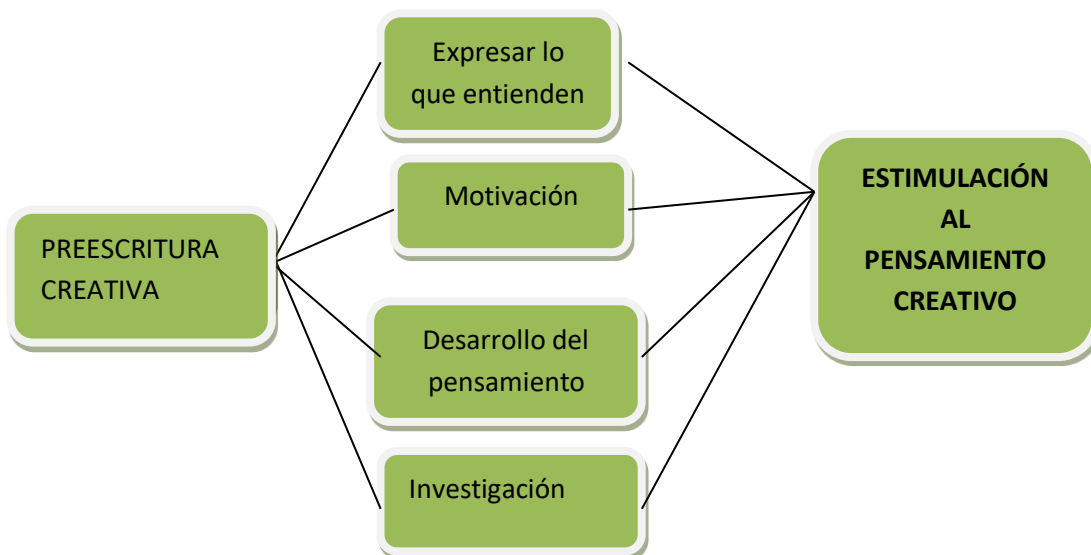 PREESCRITURA
CREATIVA
Expresar lo
que entienden
Motivación
Desarrollo del
pensamiento
Investigación
ESTIMULACIÓN
AL
PENSAMIENTO
CREATIVO